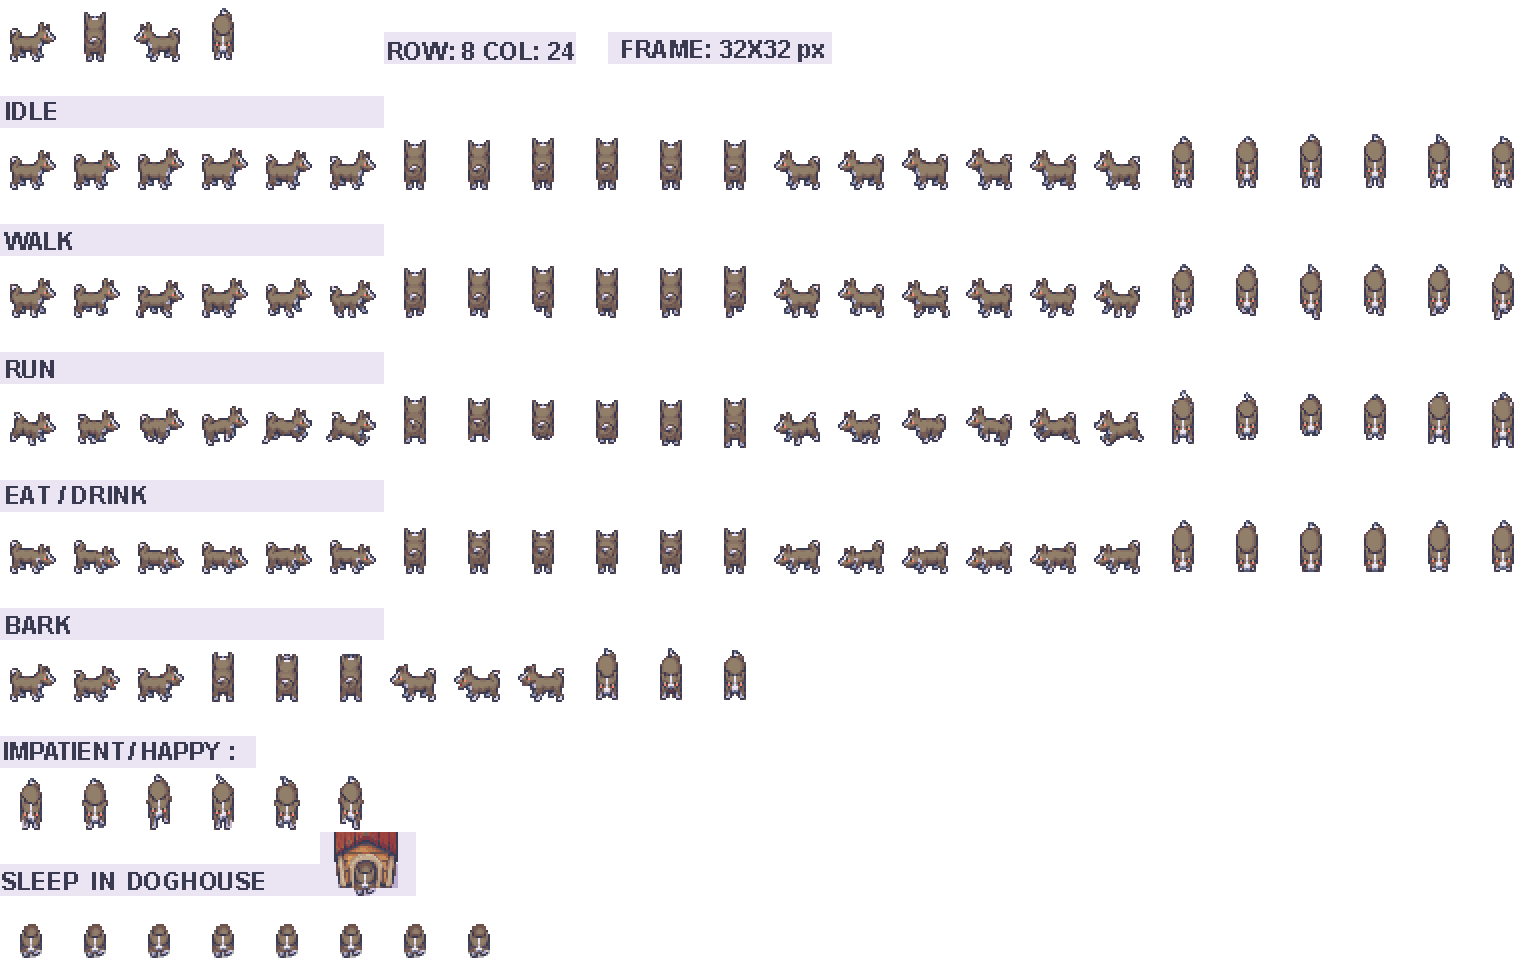 ROW: 8 COL: 24
FRAME: 32X32 px
IDLE
WALK
RUN
EAT / DRINK
BARK
IMPATIENT / HAPPY :
SLEEP IN DOGHOUSE